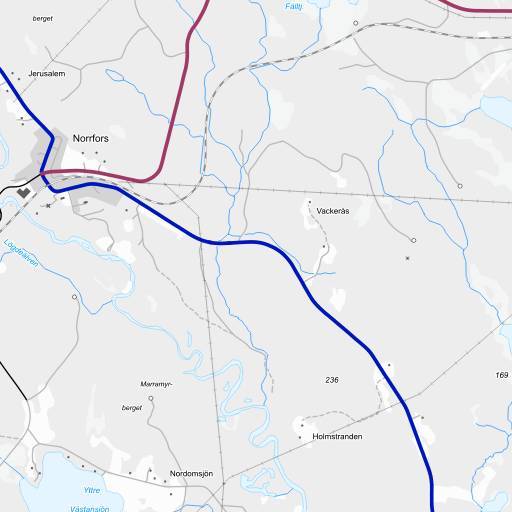 Fälltj
berget
Jerusalem
Norrfors
Vackerås
Lögdeälven
236
169
Marramyr-
berget
Holmstranden
Nordomsjön
Yttre
Västansjön